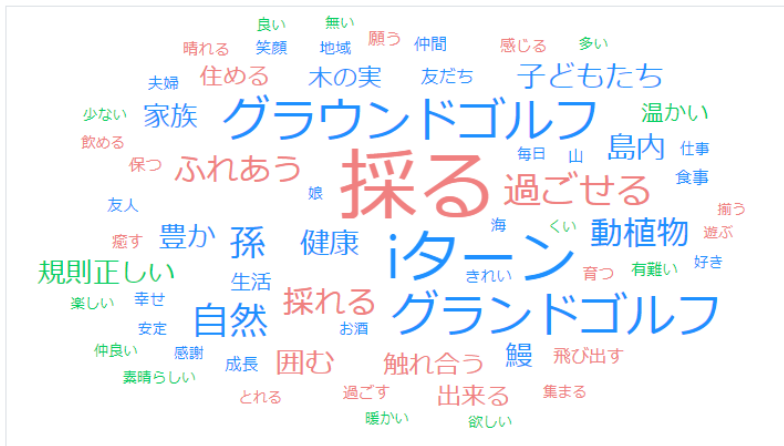 良い 無い
晴れる 笑顔 地域 願う 仲間 感じる 多い
夫婦 住める 木の実 友だち 子どもたち
少ない 家族 グラウンドゴルフ 温かい
飲める 保つ ふれあう 採る 毎日 山 島内 仕事
友人 娘 過ごせる 食事
癒す 豊か 孫 健康 iターン 海 くい 動植物 揃う 遊ぶ
規則正しい 生活 採れる きれい 育つ 有難い 好き
楽しい 幸せ 自然 お酒 グランドゴルフ
安定
仲良い 感謝 成長 囲む 触れ合う 鰻 飛び出す
素晴らしい とれる 過ごす 出来る 集まる
暖かい 欲しい